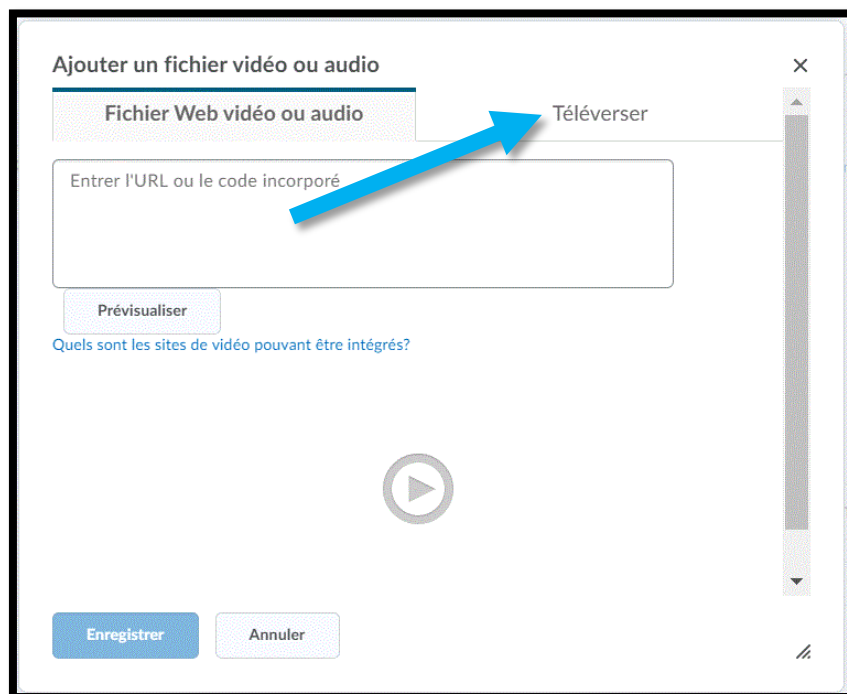 Ajouter un fichier vidéo ou audio
Fichier Web vidéo ou audio
Téléverser
Entrer l'URL ou le code incorporé
Prévisualiser
Quels sont les sites de vidéo pouvant être intégrés?
Enregistrer
Annuler